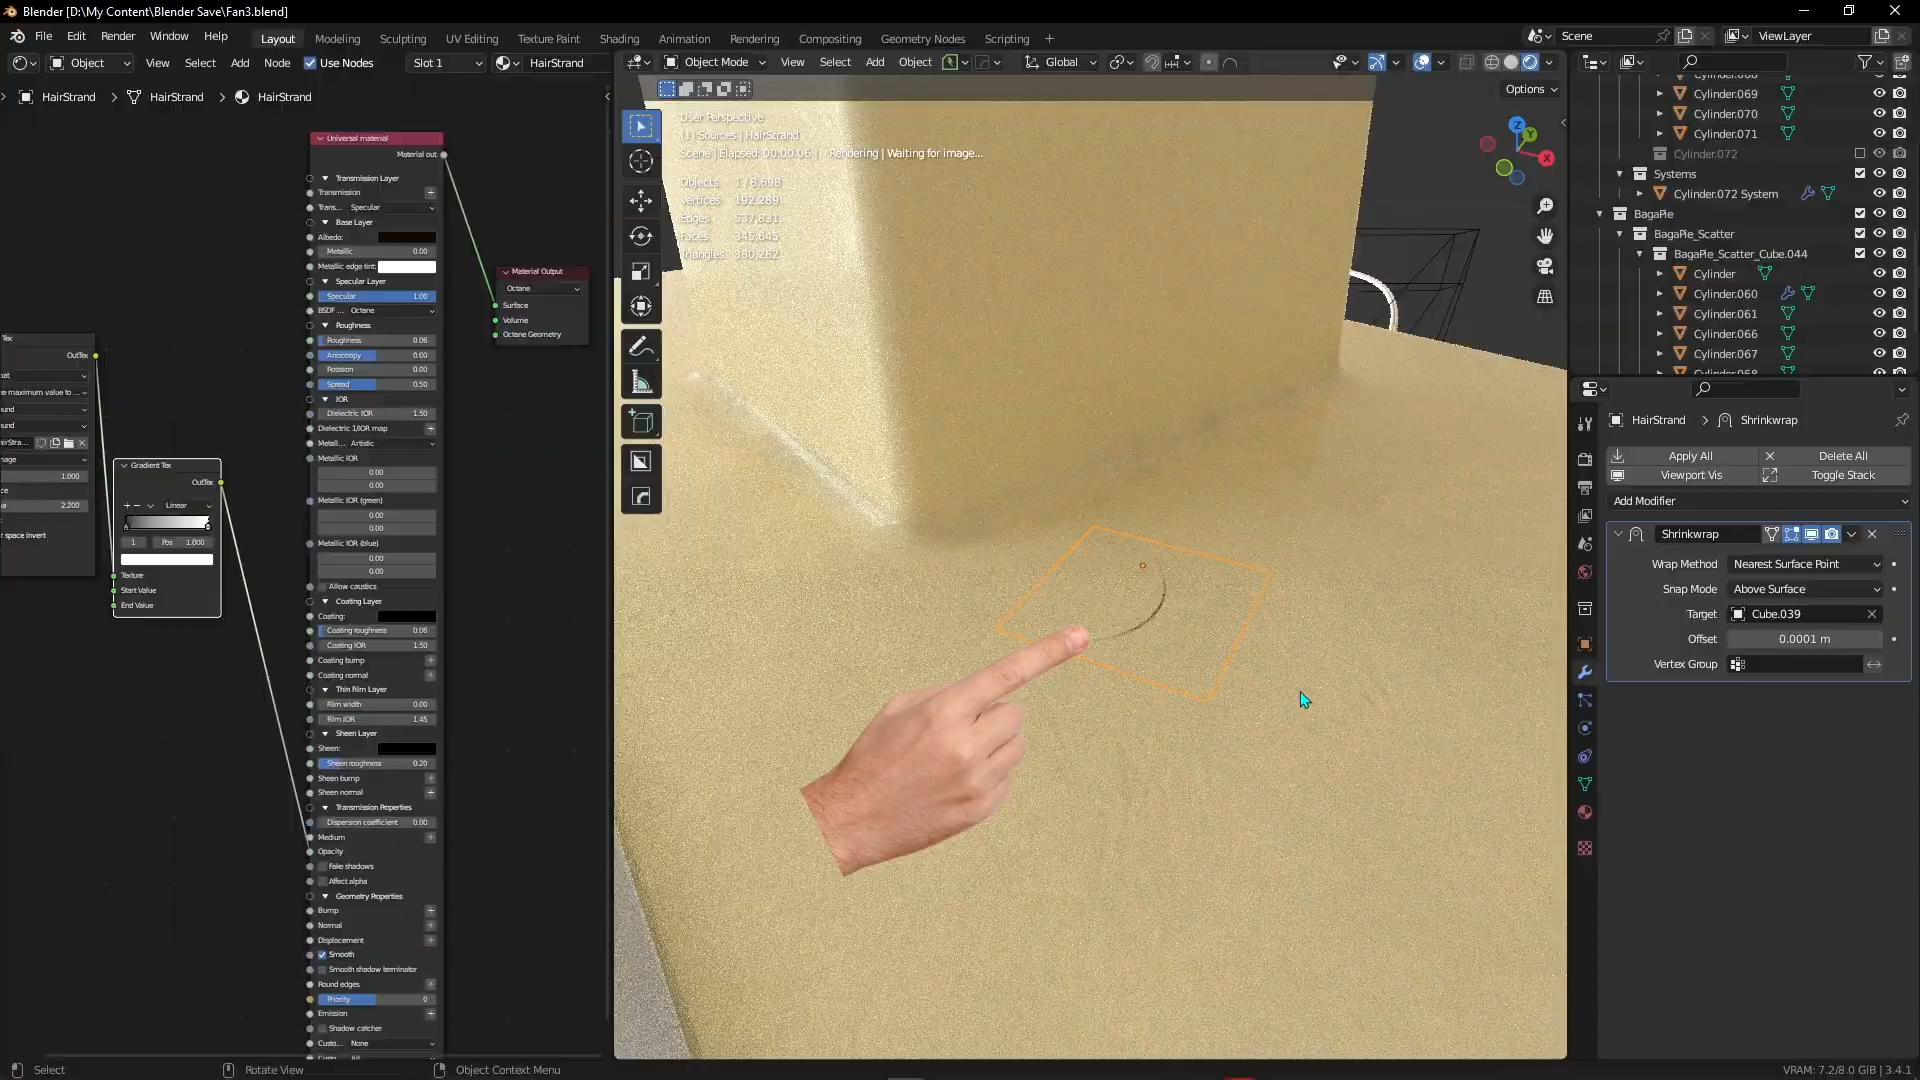 Blender [D:\My Content\Blender Save\Fan3.blend]
File Edit Render Window Help
Layout Modeling Sculpting UV Editing Texture Paint Shading Animation Rendering Compositing Geometry Nodes Scripting +
Scene
ViewLayer
Object View Select Add Node Use Nodes Slot 1 HairStrand
HairStrand > HairStrand > HairStrand
Object Mode View Select Add Object Global
Options
User Perspective
(1) Sources | HairStrand
Scene | Elapsed: 00:00:06 | Rendering | Waiting for image...
Objects 1 / 8,698
Vertices 192,289
Edges 537,831
Faces 345,645
Triangles 380,282
Z
Y
X
Universal material
Material out
Transmission Layer
Transmission
Trans... Specular
Base Layer
Albedo:
Metallic 0.00
Metallic edge tint:
Specular Layer
Specular 1.00
BSDF ... Octane
Roughness
Roughness 0.06
Anisotropy 0.00
Rotation 0.00
Spread 0.50
IOR
Dielectric IOR 1.50
Dielectric 1/IOR map
Metall... Artistic
Metallic IOR
0.00
0.00
Metallic IOR (green)
0.00
0.00
Metallic IOR (blue)
0.00
0.00
Allow caustics
Coating Layer
Coating:
Coating roughness 0.06
Coating IOR 1.50
Coating bump
Coating normal
Thin Film Layer
Film width 0.00
Film IOR 1.45
Sheen Layer
Sheen:
Sheen roughness 0.20
Sheen bump
Sheen normal
Transmission Properties
Dispersion coefficient 0.00
Medium
Opacity
Fake shadows
Affect alpha
Geometry Properties
Bump
Normal
Displacement
Smooth
Smooth shadow terminator
Round edges
Priority 0
Emission
Shadow catcher
Custo... None
Material Output
Octane
Surface
Volume
Octane Geometry
Tex
OutTex
e maximum value to ...
1.000
2.200
r space invert
Gradient Tex
OutTex
Linear
1 Pos 1.000
Texture
Start Value
End Value
Cylinder.069
Cylinder.070
Cylinder.071
Cylinder.072
Systems
Cylinder.072 System
BagaPie
BagaPie_Scatter
BagaPie_Scatter_Cube.044
Cylinder
Cylinder.060
Cylinder.061
Cylinder.066
Cylinder.067
HairStrand > Shrinkwrap
Apply All Delete All
Viewport Vis Toggle Stack
Add Modifier
Shrinkwrap
Wrap Method Nearest Surface Point
Snap Mode Above Surface
Target Cube.039
Offset 0.0001 m
Vertex Group
Select Rotate View Object Context Menu
VRAM: 7.2/8.0 GiB | 3.4.1